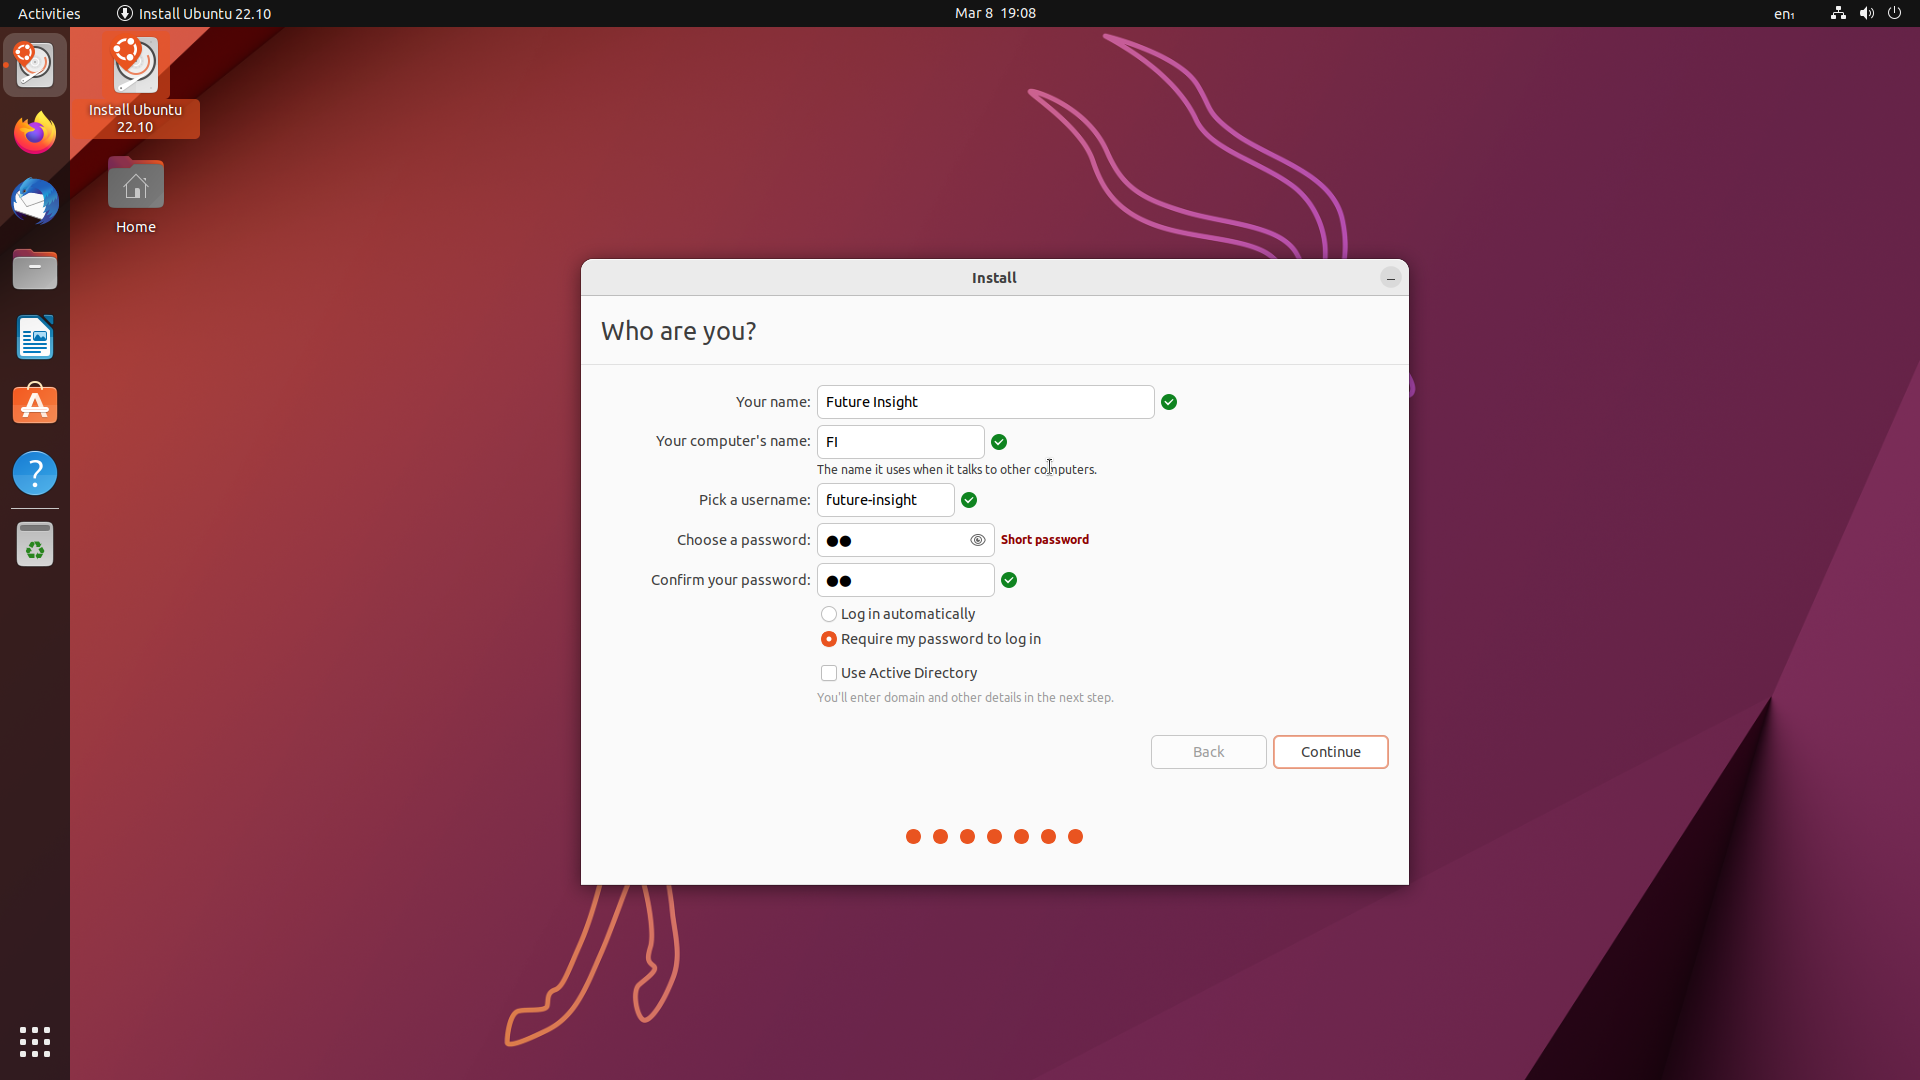 Activities
Install Ubuntu 22.10
Mar 8 19:08
en₁
Install Ubuntu
22.10
Home
Install
Who are you?
Your name: Future Insight
Your computer's name: FI
The name it uses when it talks to other computers.
Pick a username: future-insight
Choose a password: ●● Short password
Confirm your password: ●●
Log in automatically
Require my password to log in
Use Active Directory
You'll enter domain and other details in the next step.
Back
Continue